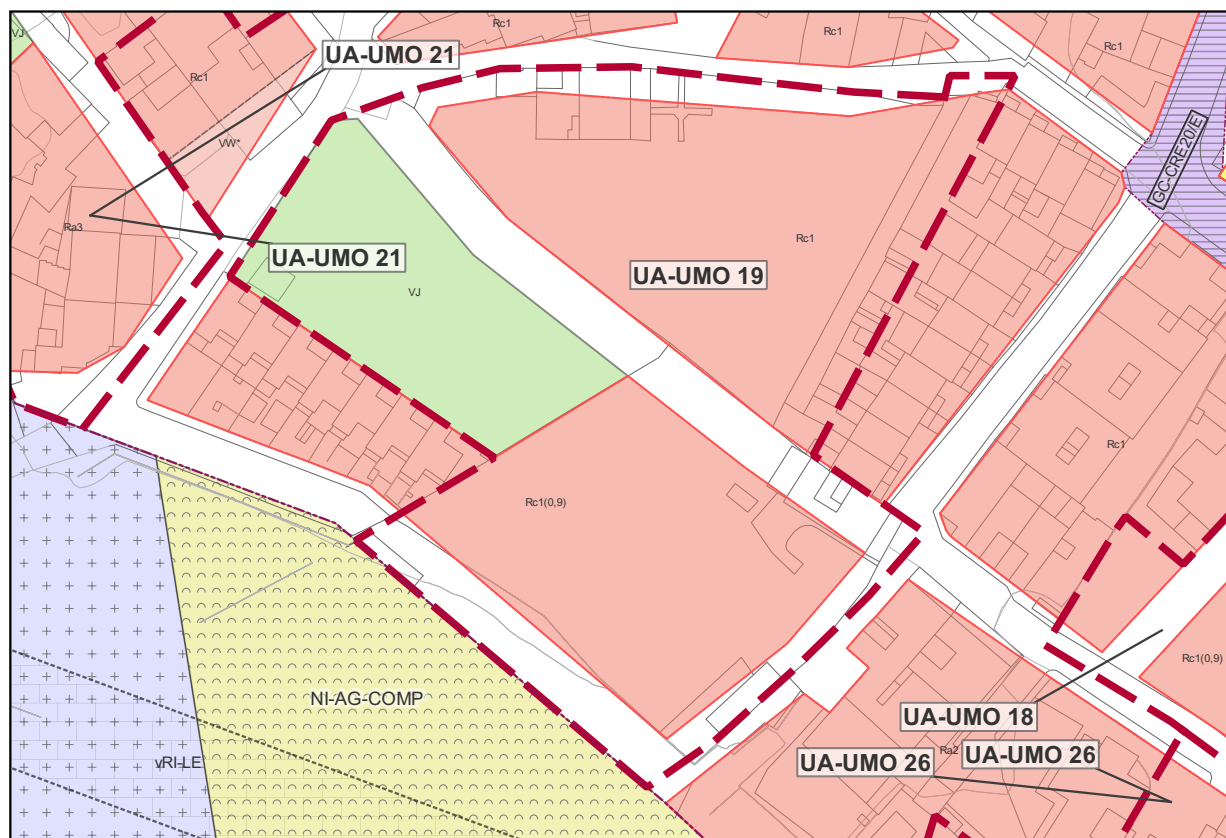 VJ
Rc1
Rc1
Rc1
UA-UMO 21
Rc1
VW*
GC-CRE20/E
Ra3
Rc1
UA-UMO 21
UA-UMO 19
VJ
Rc1
Rc1(0,9)
Rc1(0,9)
NI-AG-COMP
UA-UMO 18
Ra2
UA-UMO 26
UA-UMO 26
vRI-LE